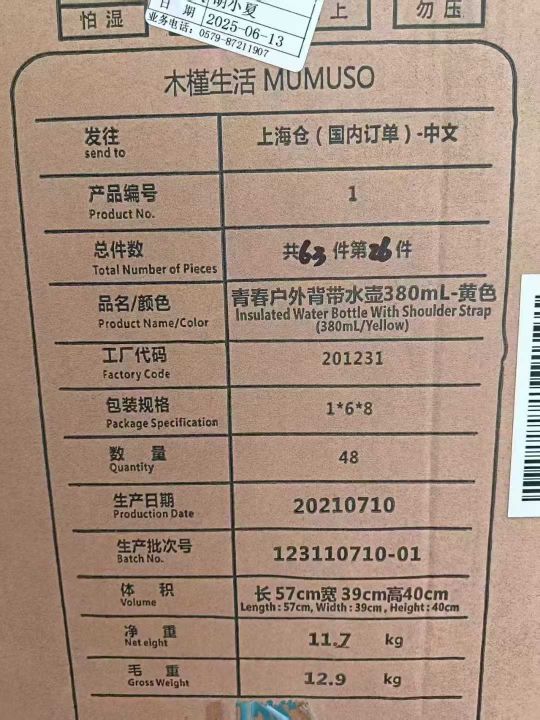 怕 湿
胡小夏
日 期 2025-06-13
业务电话: 0579-87211907
上
勿 压
木槿生活 MUMUSO
发往 上海仓（国内订单）-中文
send to
产品编号 1
Product No.
总件数 共63件第26件
Total Number of Pieces
品名/颜色 青春户外背带水壶380mL-黄色
Product Name/Color Insulated Water Bottle With Shoulder Strap
(380mL/Yellow)
工厂代码 201231
Factory Code
包装规格 1*6*8
Package Specification
数 量 48
Quantity
生产日期 20210710
Production Date
生产批次号 123110710-01
Batch No.
体 积 长 57cm宽 39cm高40cm
Volume Length : 57cm, Width : 39cm , Height : 40cm
净 重 11.7 kg
Net eight
毛 重 12.9 kg
Gross Weight